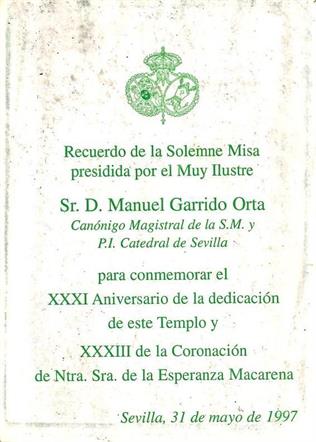 Recuerdo de la Solemne Misa
presidida por el Muy Ilustre
Sr. D. Manuel Garrido Orta
Canónigo Magistral de la S.M. y
P.I. Catedral de Sevilla
para conmemorar el
XXXI Aniversario de la dedicación
de este Templo y
XXXIII de la Coronación
de Ntra. Sra. de la Esperanza Macarena
Sevilla, 31 de mayo de 1997